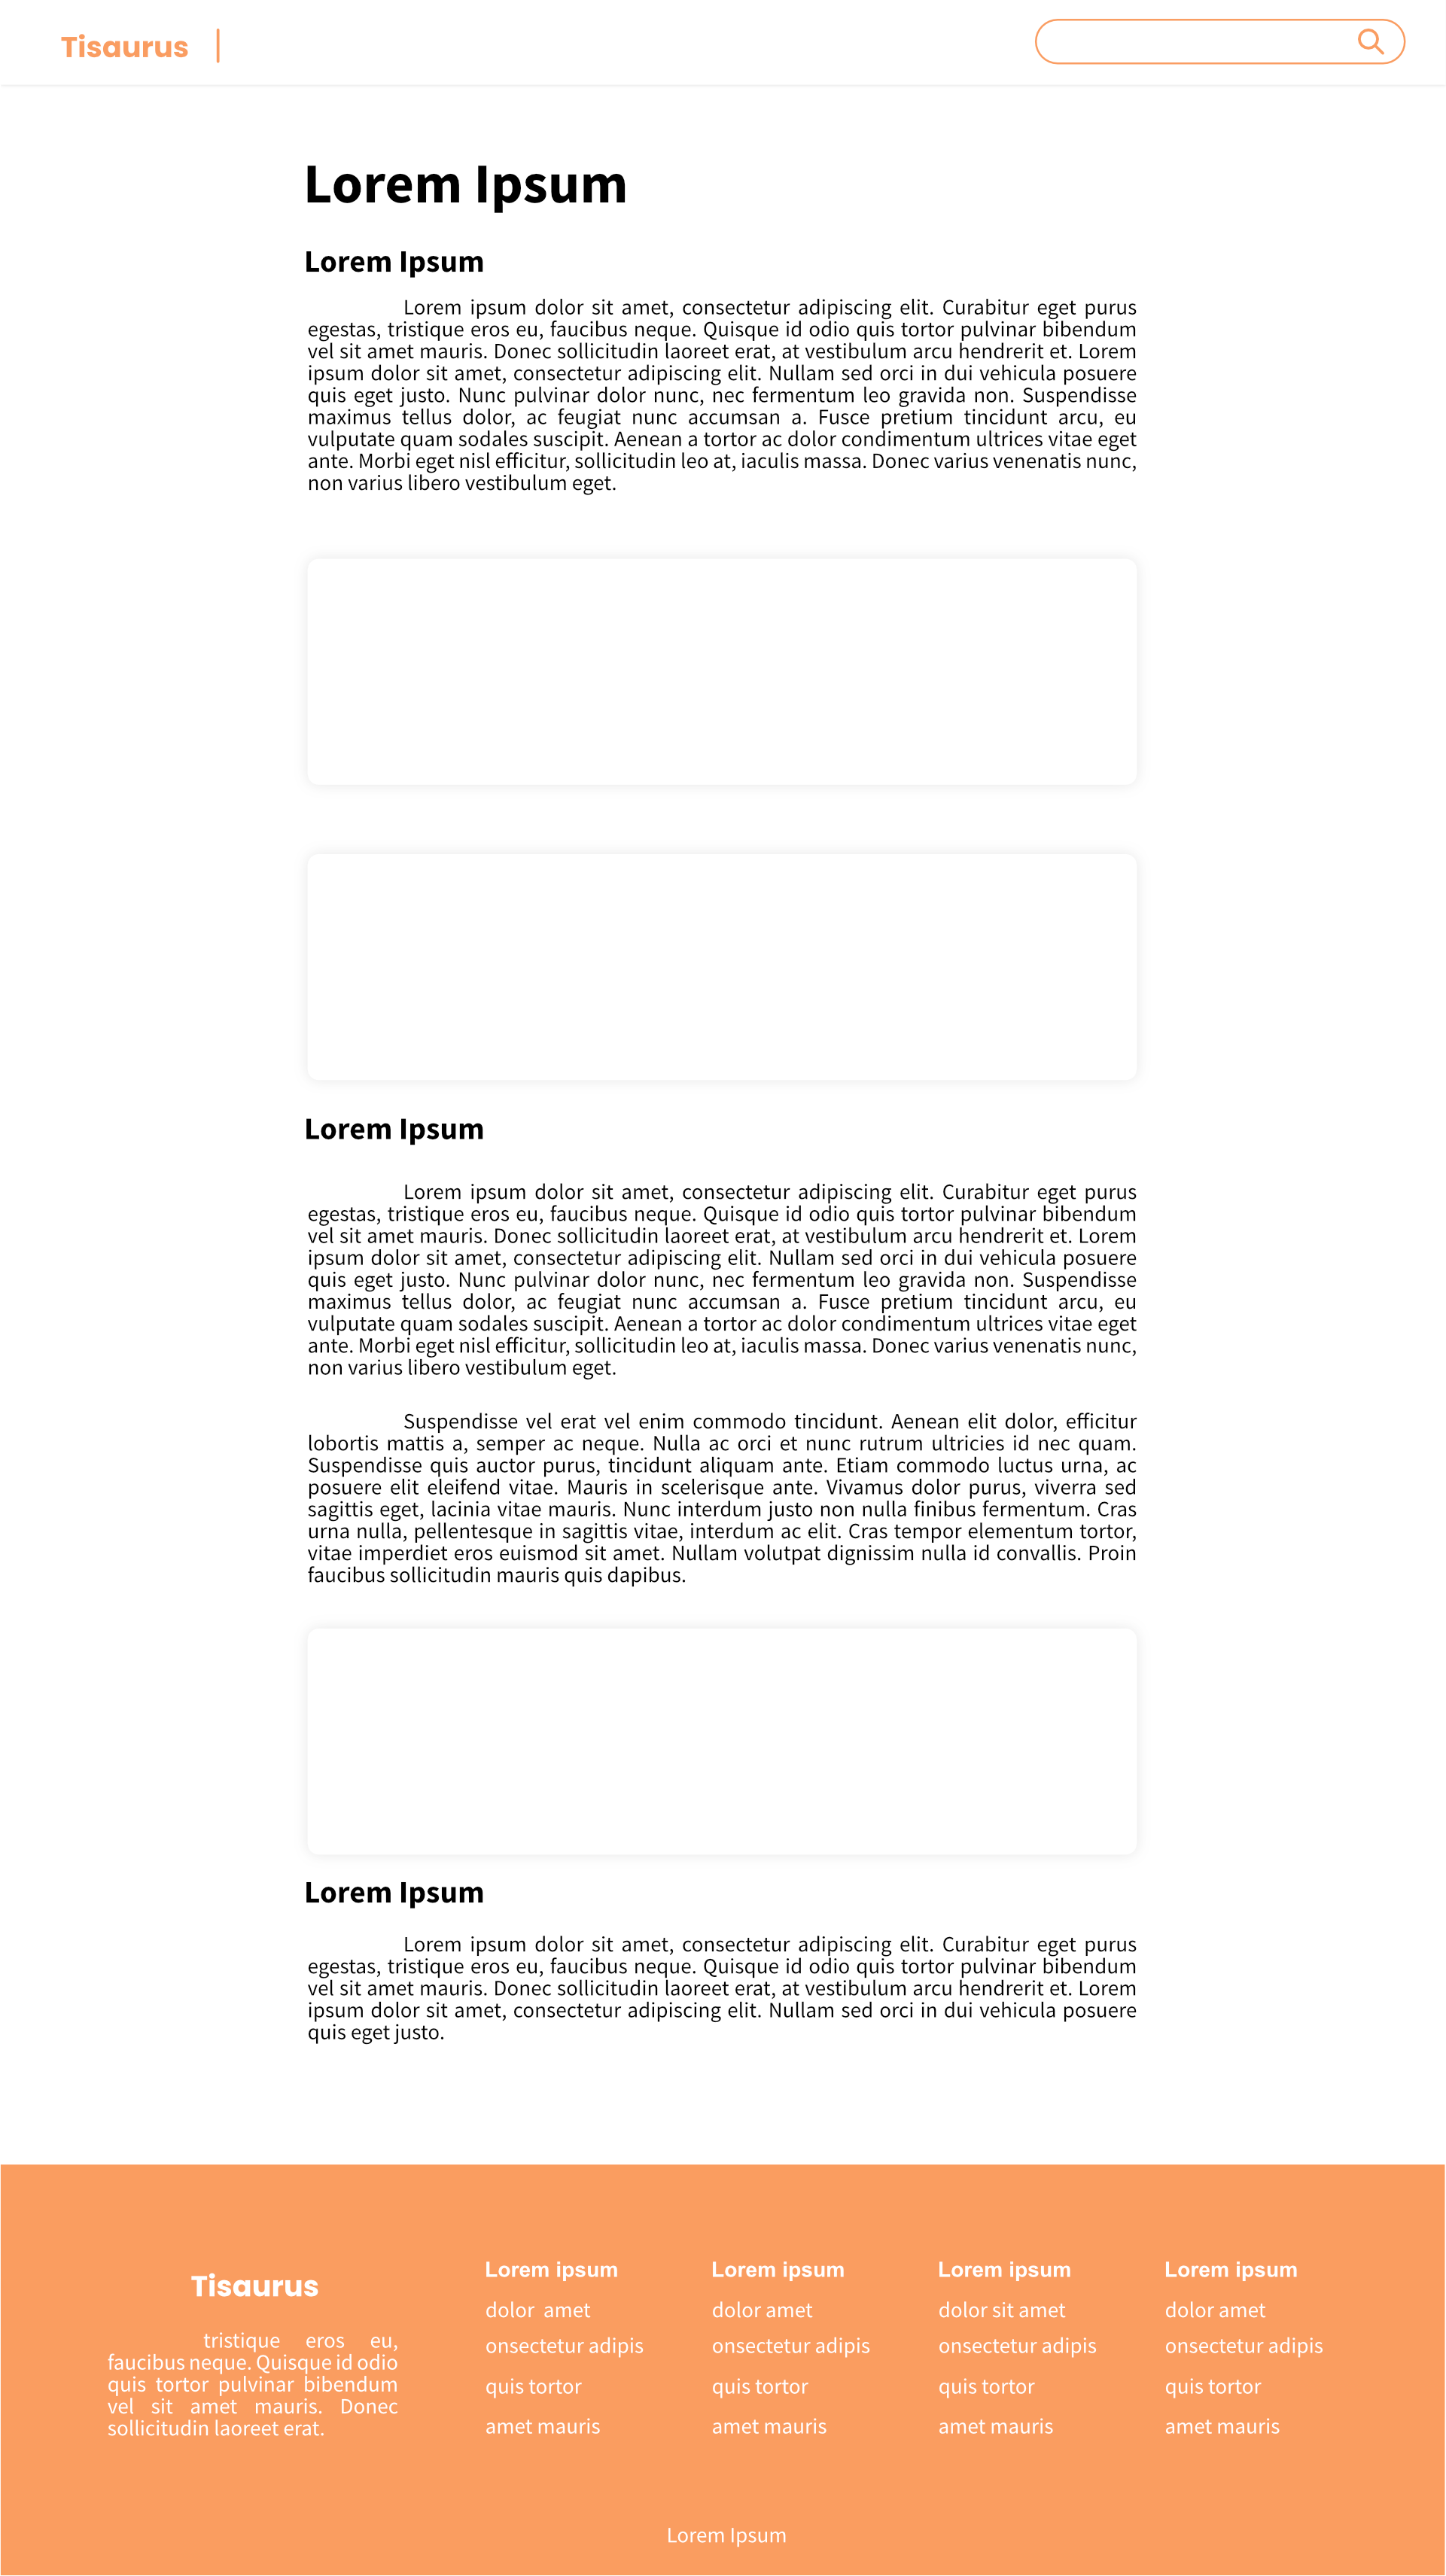 Tisaurus
Lorem Ipsum
Lorem Ipsum
Lorem ipsum dolor sit amet, consectetur adipiscing elit. Curabitur eget purus
egestas, tristique eros eu, faucibus neque. Quisque id odio quis tortor pulvinar bibendum
vel sit amet mauris. Donec sollicitudin laoreet erat, at vestibulum arcu hendrerit et. Lorem
ipsum dolor sit amet, consectetur adipiscing elit. Nullam sed orci in dui vehicula posuere
quis eget justo. Nunc pulvinar dolor nunc, nec fermentum leo gravida non. Suspendisse
maximus tellus dolor, ac feugiat nunc accumsan a. Fusce pretium tincidunt arcu, eu
vulputate quam sodales suscipit. Aenean a tortor ac dolor condimentum ultrices vitae eget
ante. Morbi eget nisl efficitur, sollicitudin leo at, iaculis massa. Donec varius venenatis nunc,
non varius libero vestibulum eget.
Lorem Ipsum
Lorem ipsum dolor sit amet, consectetur adipiscing elit. Curabitur eget purus
egestas, tristique eros eu, faucibus neque. Quisque id odio quis tortor pulvinar bibendum
vel sit amet mauris. Donec sollicitudin laoreet erat, at vestibulum arcu hendrerit et. Lorem
ipsum dolor sit amet, consectetur adipiscing elit. Nullam sed orci in dui vehicula posuere
quis eget justo. Nunc pulvinar dolor nunc, nec fermentum leo gravida non. Suspendisse
maximus tellus dolor, ac feugiat nunc accumsan a. Fusce pretium tincidunt arcu, eu
vulputate quam sodales suscipit. Aenean a tortor ac dolor condimentum ultrices vitae eget
ante. Morbi eget nisl efficitur, sollicitudin leo at, iaculis massa. Donec varius venenatis nunc,
non varius libero vestibulum eget.
Suspendisse vel erat vel enim commodo tincidunt. Aenean elit dolor, efficitur
lobortis mattis a, semper ac neque. Nulla ac orci et nunc rutrum ultricies id nec quam.
Suspendisse quis auctor purus, tincidunt aliquam ante. Etiam commodo luctus urna, ac
posuere elit eleifend vitae. Mauris in scelerisque ante. Vivamus dolor purus, viverra sed
sagittis eget, lacinia vitae mauris. Nunc interdum justo non nulla finibus fermentum. Cras
urna nulla, pellentesque in sagittis vitae, interdum ac elit. Cras tempor elementum tortor,
vitae imperdiet eros euismod sit amet. Nullam volutpat dignissim nulla id convallis. Proin
faucibus sollicitudin mauris quis dapibus.
Lorem Ipsum
Lorem ipsum dolor sit amet, consectetur adipiscing elit. Curabitur eget purus
egestas, tristique eros eu, faucibus neque. Quisque id odio quis tortor pulvinar bibendum
vel sit amet mauris. Donec sollicitudin laoreet erat, at vestibulum arcu hendrerit et. Lorem
ipsum dolor sit amet, consectetur adipiscing elit. Nullam sed orci in dui vehicula posuere
quis eget justo.
Tisaurus
tristique eros eu,
faucibus neque. Quisque id odio
quis tortor pulvinar bibendum
vel sit amet mauris. Donec
sollicitudin laoreet erat.
Lorem ipsum
dolor amet
onsectetur adipis
quis tortor
amet mauris
Lorem ipsum
dolor amet
onsectetur adipis
quis tortor
amet mauris
Lorem ipsum
dolor sit amet
onsectetur adipis
quis tortor
amet mauris
Lorem ipsum
dolor amet
onsectetur adipis
quis tortor
amet mauris
Lorem Ipsum